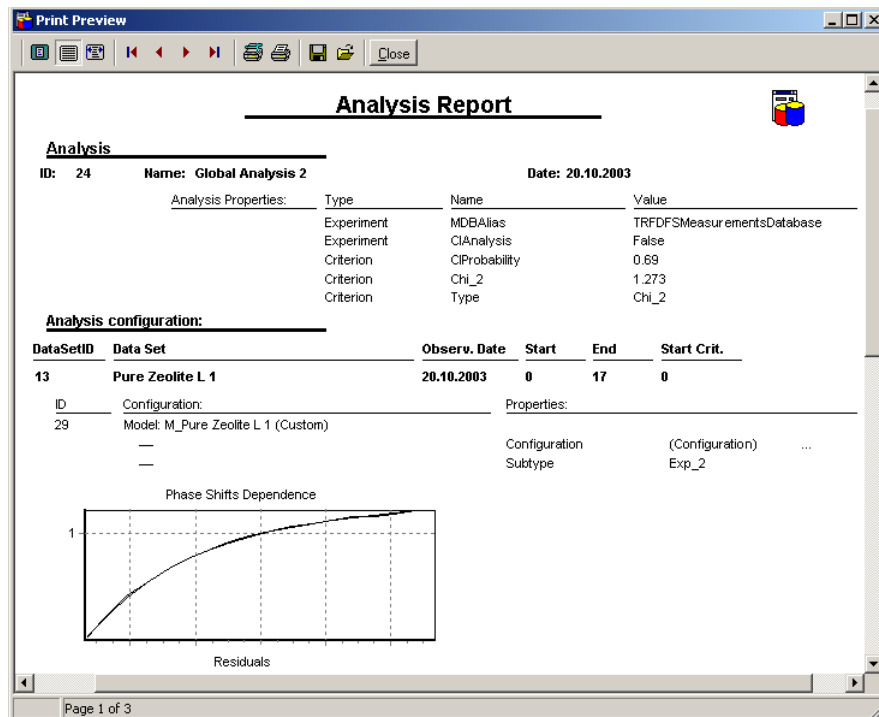 Print Preview
Close
Analysis Report
Analysis
ID: 24 Name: Global Analysis 2 Date: 20.10.2003
Analysis Properties: Type Name Value
Experiment MDBAlias TRFDFSMeasurementsDatabase
Experiment CIAnalysis False
Criterion CIProbability 0.69
Criterion Chi_2 1.273
Criterion Type Chi_2
Analysis configuration:
DataSetID Data Set Observ. Date Start End Start Crit.
13 Pure Zeolite L 1 20.10.2003 0 17 0
ID Configuration: Properties:
29 Model: M_Pure Zeolite L 1 (Custom)
— Configuration (Configuration) ...
— Subtype Exp_2
Phase Shifts Dependence
1
Residuals
Page 1 of 3